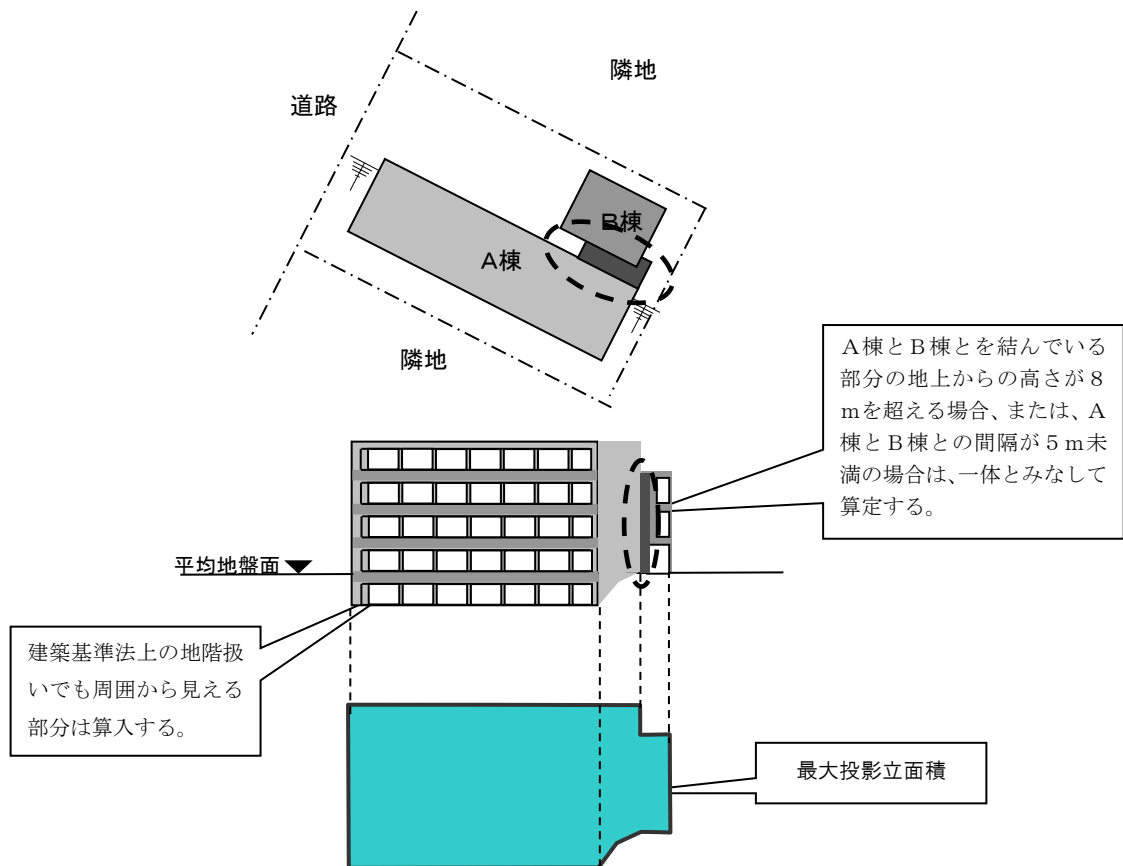 隣地
道路
B棟
A棟
隣地
A棟とB棟とを結んでいる
部分の地上からの高さが8
mを超える場合、または、A
棟とB棟との間隔が5m未
満の場合は、一体とみなして
算定する。
平均地盤面
建築基準法上の地階扱
いでも周囲から見える
部分は算入する。
最大投影立面積